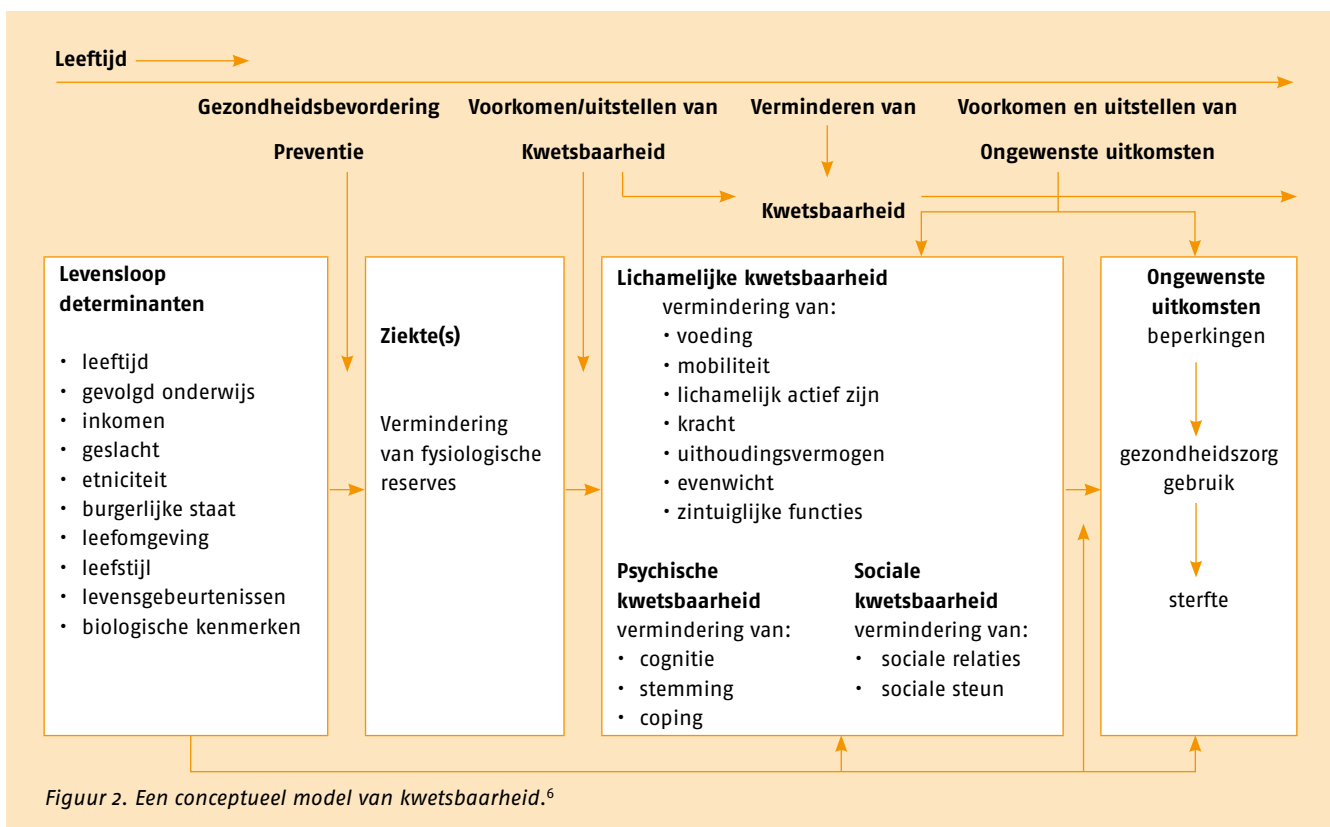 Leeftijd
Gezondheidsbevordering
Preventie
Voorkomen/uitstellen van
Kwetsbaarheid
Verminderen van
Kwetsbaarheid
Voorkomen en uitstellen van
Ongewenste uitkomsten
Levensloop
determinanten
• leeftijd
• gevolgd onderwijs
• inkomen
• geslacht
• etniciteit
• burgerlijke staat
• leefomgeving
• leefstijl
• levensgebeurtenissen
• biologische kenmerken
Ziekte(s)
Vermindering
van fysiologische
reserves
Lichamelijke kwetsbaarheid
vermindering van:
• voeding
• mobiliteit
• lichamelijk actief zijn
• kracht
• uithoudingsvermogen
• evenwicht
• zintuiglijke functies
Psychische
kwetsbaarheid
vermindering van:
• cognitie
• stemming
• coping
Sociale
kwetsbaarheid
vermindering van:
• sociale relaties
• sociale steun
Ongewenste
uitkomsten
beperkingen
gezondheidszorg
gebruik
sterfte
Figuur 2. Een conceptueel model van kwetsbaarheid.⁶